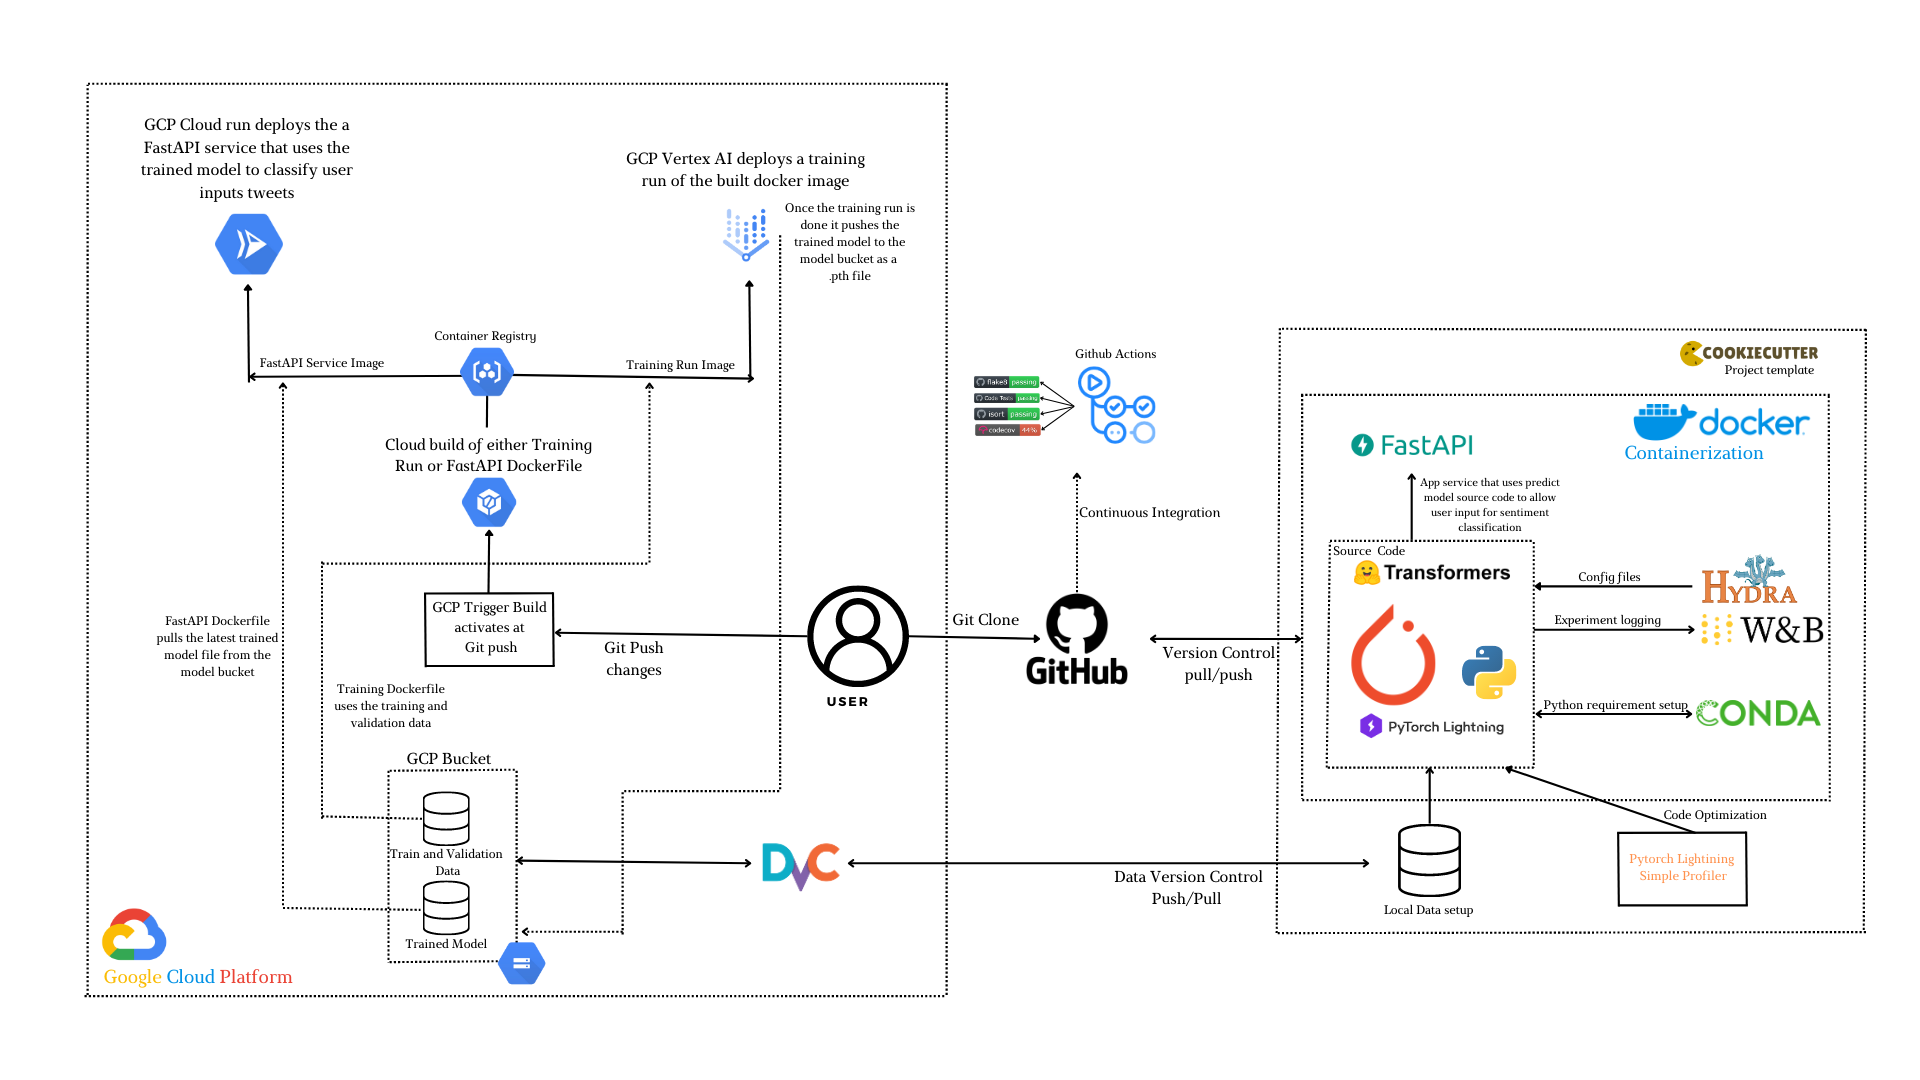 GCP Cloud run deploys the a
FastAPI service that uses the
trained model to classify user
inputs tweets
GCP Vertex AI deploys a training
run of the built docker image
Once the training run is
done it pushes the
trained model to the
model bucket as a
.pth file
Container Registry
FastAPI Service Image
Training Run Image
Cloud build of either Training
Run or FastAPI DockerFile
GCP Trigger Build
activates at
Git push
Git Push
changes
USER
FastAPI Dockerfile
pulls the latest trained
model file from the
model bucket
Training Dockerfile
uses the training and
validation data
GCP Bucket
Train and Validation
Data
Trained Model
Google Cloud Platform
DVC
Git Clone
GitHub
Github Actions
flake8 passing
Code Tests passing
isort passing
codecov 44%
Continuous Integration
Version Control
pull/push
Data Version Control
Push/Pull
COOKIECUTTER
Project template
docker
Containerization
FastAPI
App service that uses predict
model source code to allow
user input for sentiment
classification
Source Code
Transformers
PyTorch Lightning
Config files
HYDRA
Experiment logging
W&B
Python requirement setup
CONDA
Code Optimization
Pytorch Lightining
Simple Profiler
Local Data setup